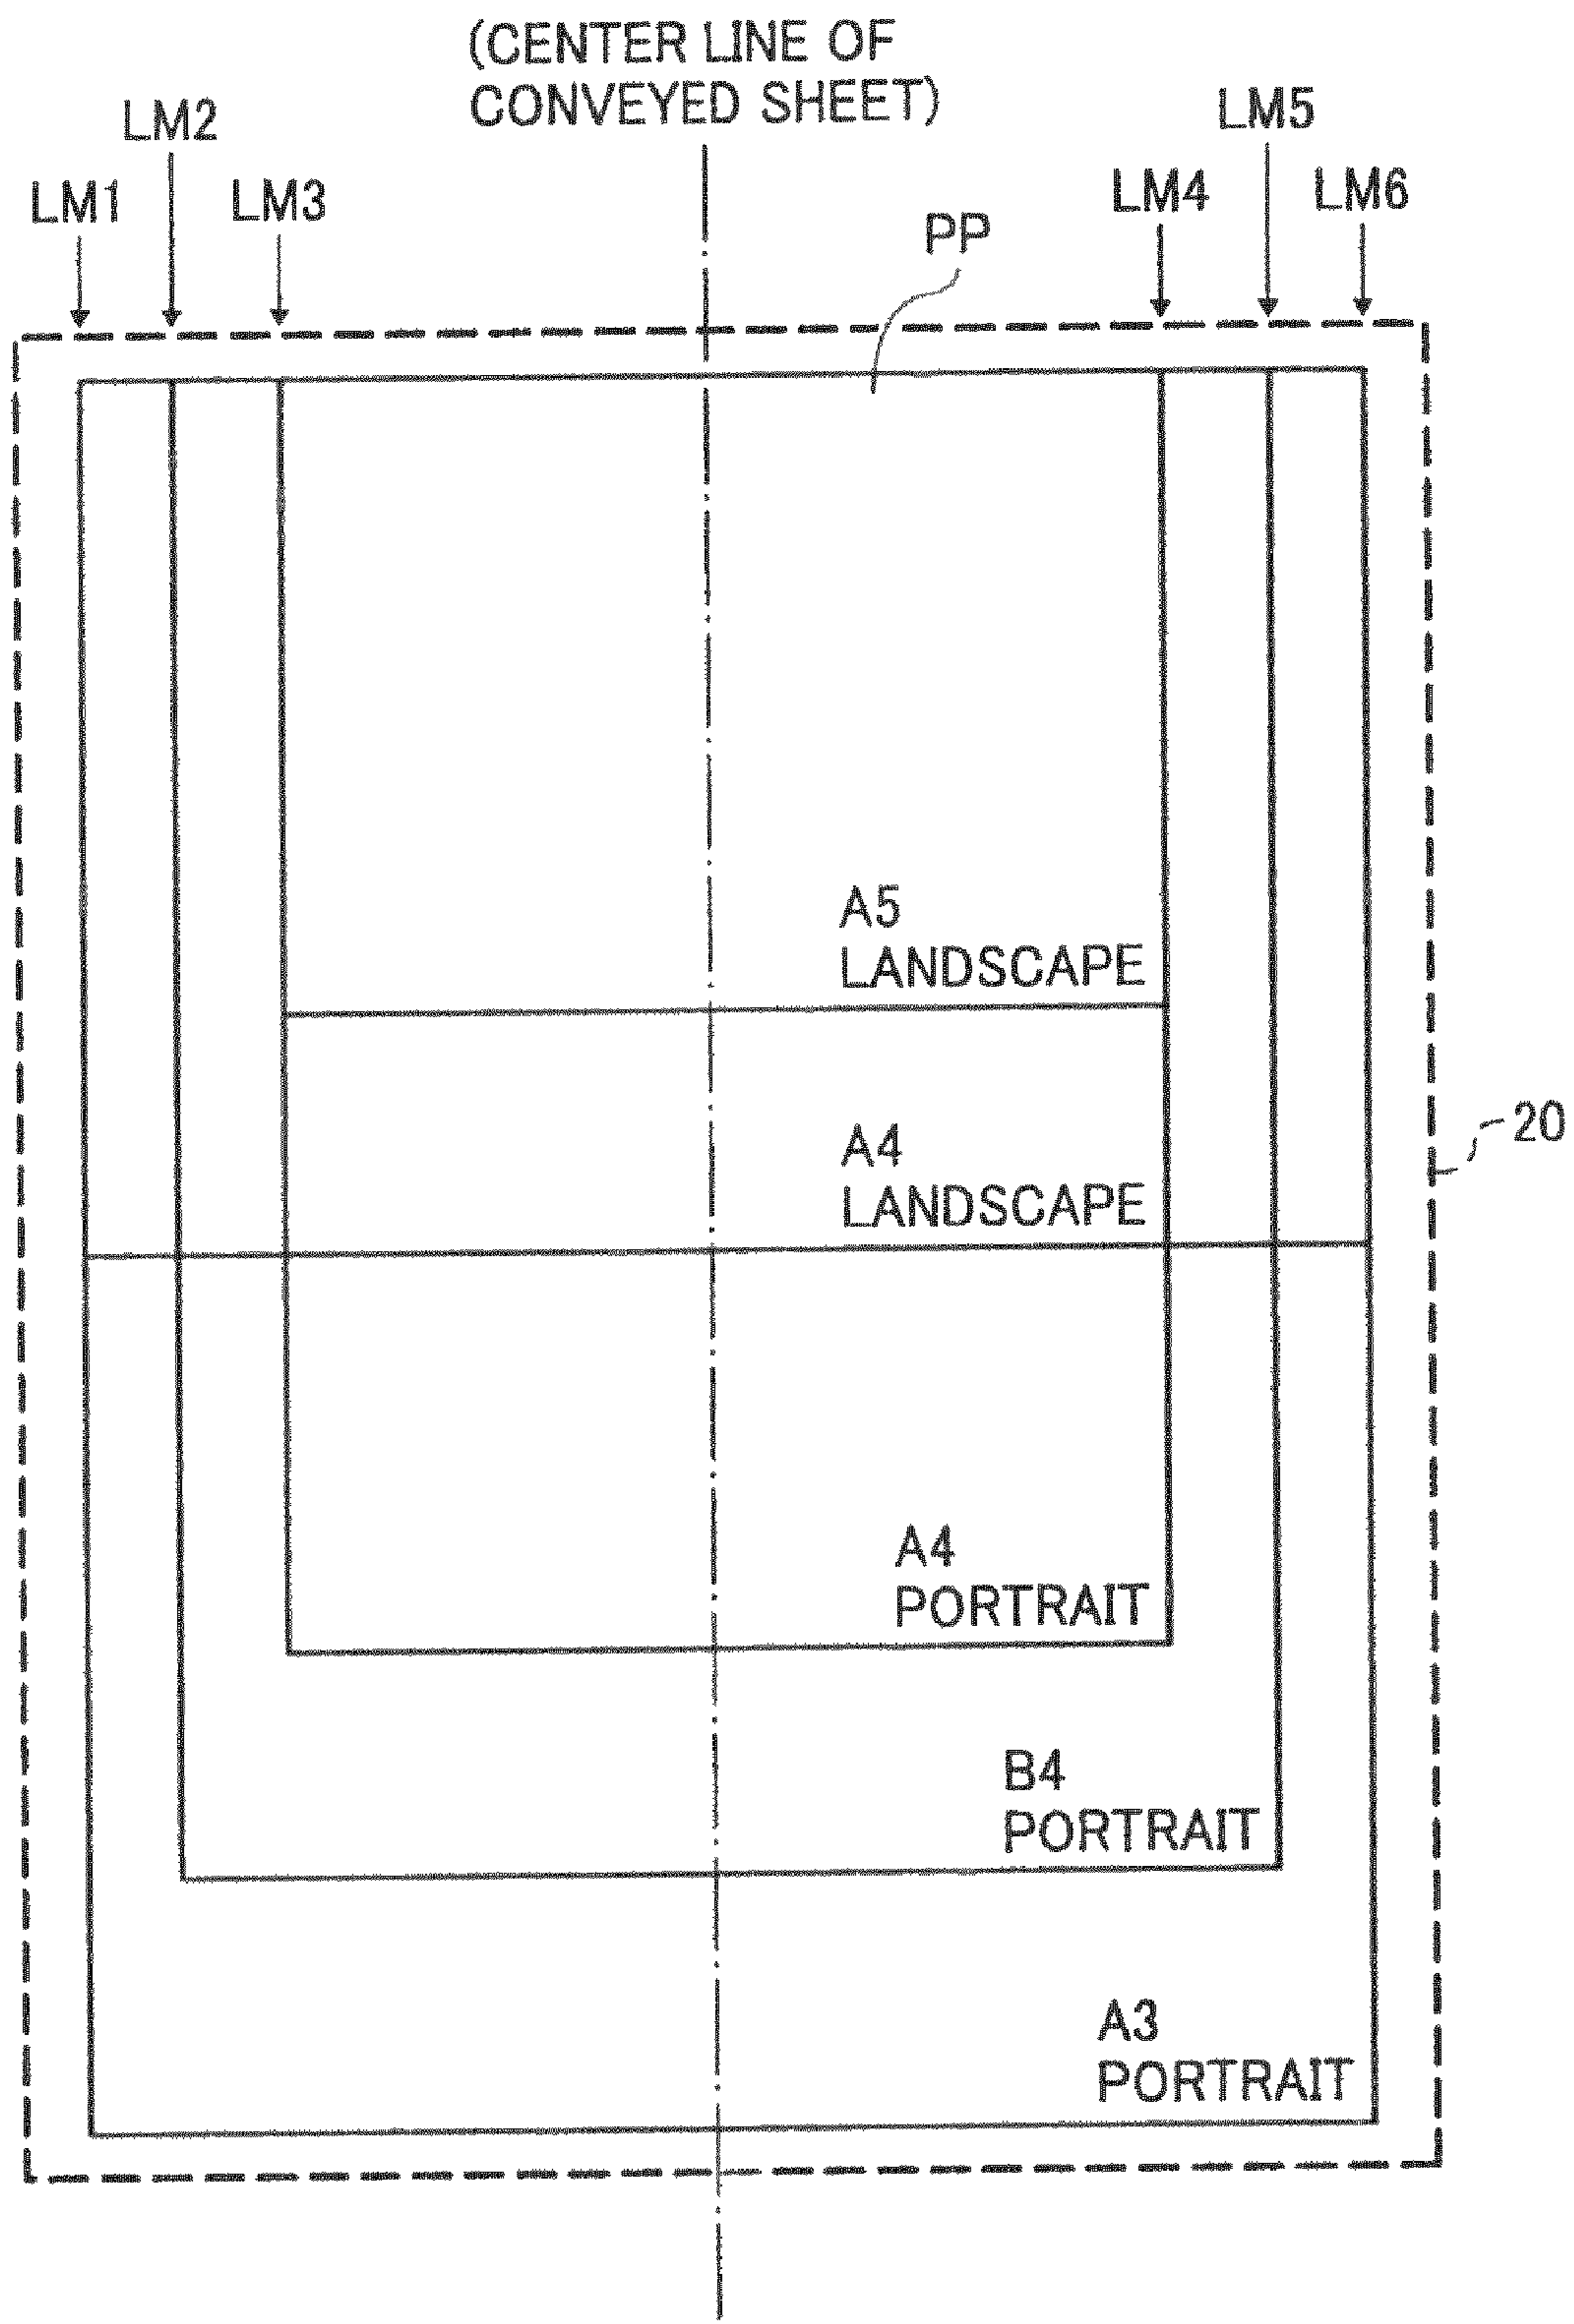 (CENTER LINE OF
CONVEYED SHEET)
LM1
LM2
LM3
PP
LM4
LM5
LM6
A5
LANDSCAPE
A4
LANDSCAPE
20
A4
PORTRAIT
B4
PORTRAIT
A3
PORTRAIT